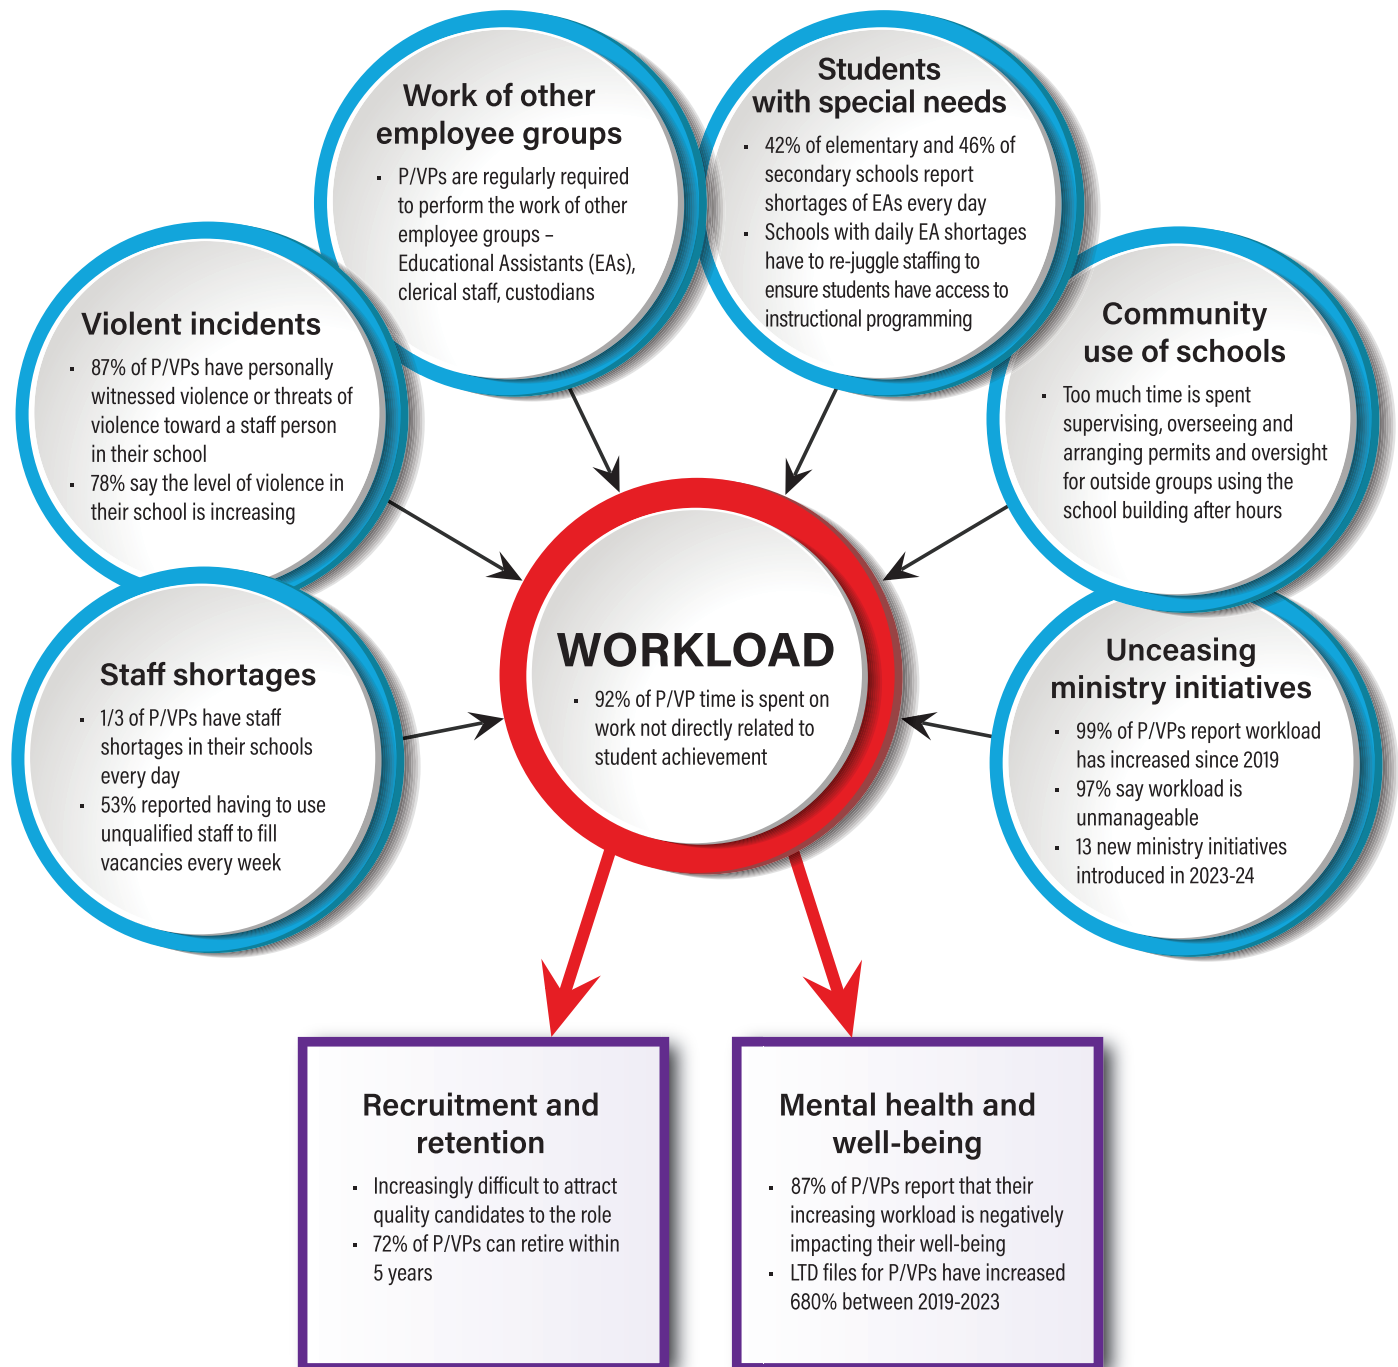 Work of other
employee groups
▪ P/VPs are regularly required
to perform the work of other
employee groups –
Educational Assistants (EAs),
clerical staff, custodians
Students
with special needs
▪ 42% of elementary and 46% of
secondary schools report
shortages of EAs every day
▪ Schools with daily EA shortages
have to re-juggle staffing to
ensure students have access to
instructional programming
Violent incidents
▪ 87% of P/VPs have personally
witnessed violence or threats of
violence toward a staff person
in their school
▪ 78% say the level of violence in
their school is increasing
Community
use of schools
▪ Too much time is spent
supervising, overseeing and
arranging permits and oversight
for outside groups using the
school building after hours
Staff shortages
▪ 1/3 of P/VPs have staff
shortages in their schools
every day
▪ 53% reported having to use
unqualified staff to fill
vacancies every week
WORKLOAD
▪ 92% of P/VP time is spent on
work not directly related to
student achievement
Unceasing
ministry initiatives
▪ 99% of P/VPs report workload
has increased since 2019
▪ 97% say workload is
unmanageable
▪ 13 new ministry initiatives
introduced in 2023-24
Recruitment and
retention
▪ Increasingly difficult to attract
quality candidates to the role
▪ 72% of P/VPs can retire within
5 years
Mental health and
well-being
▪ 87% of P/VPs report that their
increasing workload is negatively
impacting their well-being
▪ LTD files for P/VPs have increased
680% between 2019-2023